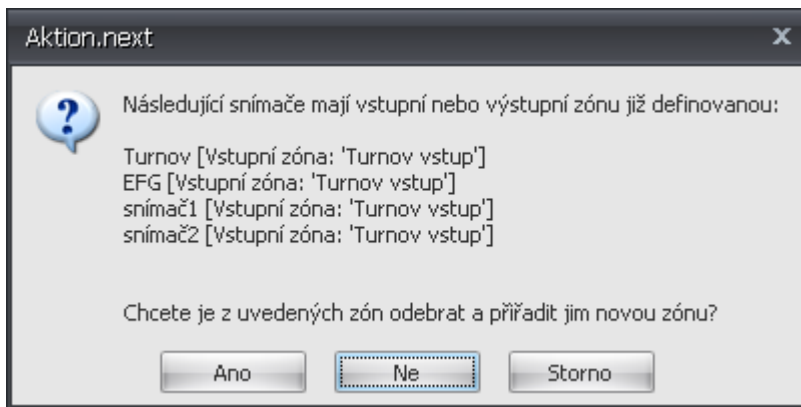 Aktion.next
Následující snímače mají vstupní nebo výstupní zónu již definovanou:
Turnov [Vstupní zóna: 'Turnov vstup']
EFG [Vstupní zóna: 'Turnov vstup']
snímač1 [Vstupní zóna: 'Turnov vstup']
snímač2 [Vstupní zóna: 'Turnov vstup']
Chcete je z uvedených zón odebrat a přiřadit jim novou zónu?
Ano Ne Storno